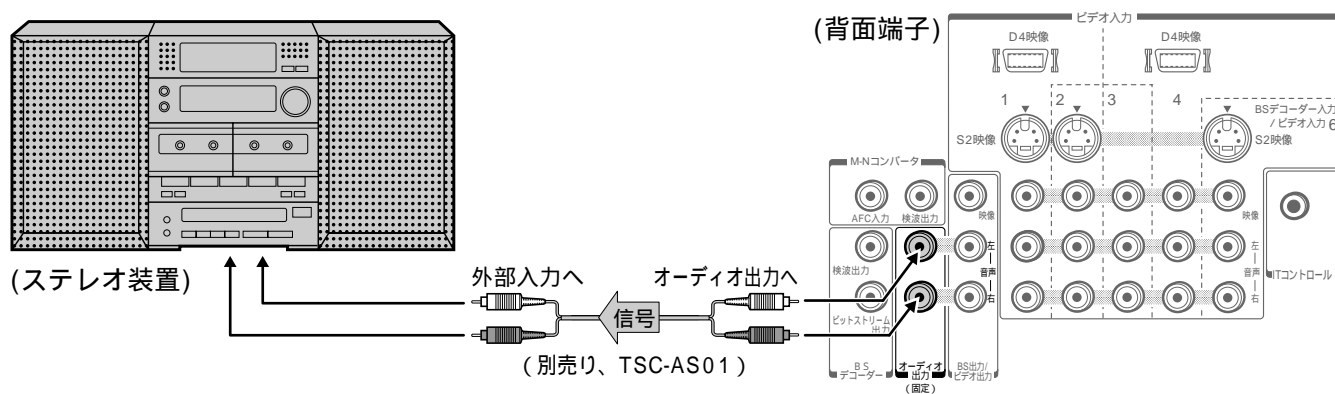 (背面端子)
ビデオ入力
D4映像
D4映像
1
2
3
4
BSデコーダー入力
/ビデオ入力6
S2映像
S2映像
M-Nコンバータ
AFC入力
検波出力
映像
映像
検波出力
左
音声
右
左
音声
右
ITコントロール
ビットストリーム
出力
BS
デコーダー
オーディオ
出力
(固定)
BS出力/
ビデオ出力
(ステレオ装置)
外部入力へ
オーディオ出力へ
信号
(別売り、TSC-AS01)